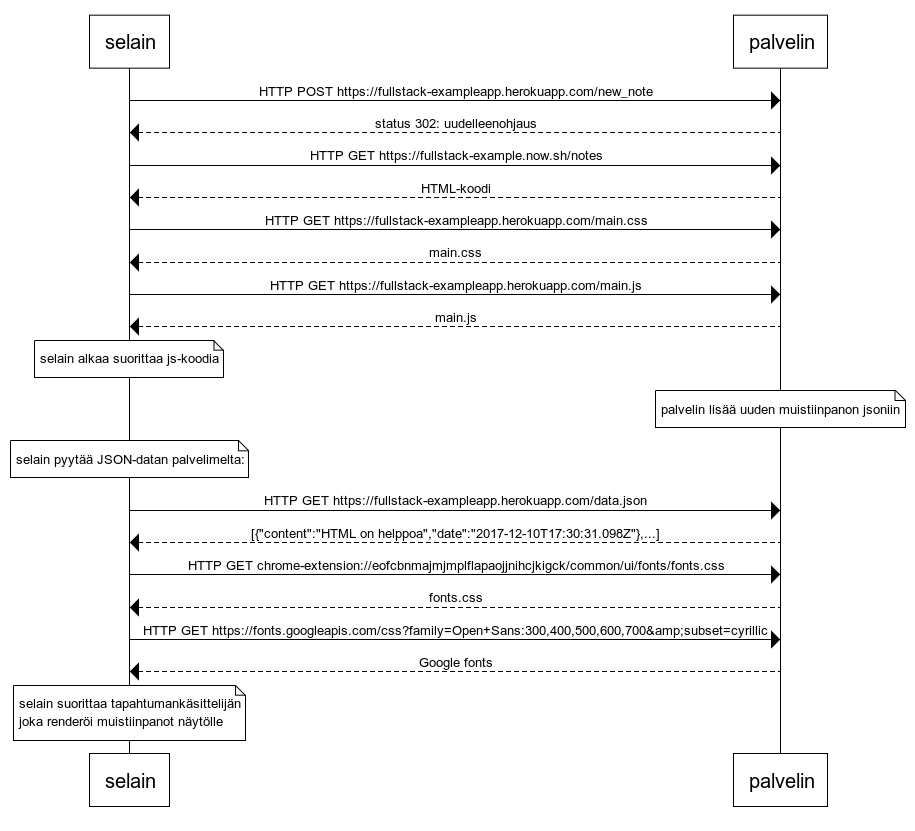 selain
palvelin
HTTP POST https://fullstack-exampleapp.herokuapp.com/new_note
status 302: uudelleenohjaus
HTTP GET https://fullstack-example.now.sh/notes
HTML-koodi
HTTP GET https://fullstack-exampleapp.herokuapp.com/main.css
main.css
HTTP GET https://fullstack-exampleapp.herokuapp.com/main.js
main.js
selain alkaa suorittaa js-koodia
palvelin lisää uuden muistiinpanon jsoniin
selain pyytää JSON-datan palvelimelta:
HTTP GET https://fullstack-exampleapp.herokuapp.com/data.json
[{"content":"HTML on helppoa","date":"2017-12-10T17:30:31.098Z"},...]
HTTP GET chrome-extension://eofcbnmajmjmplflapaojjnihcjkigck/common/ui/fonts/fonts.css
fonts.css
HTTP GET https://fonts.googleapis.com/css?family=Open+Sans:300,400,500,600,700&amp;subset=cyrillic
Google fonts
selain suorittaa tapahtumankäsittelijän
joka renderöi muistiinpanot näytölle
selain
palvelin